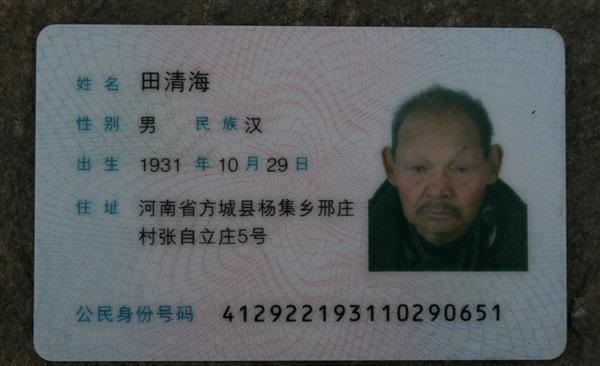 姓名 田清海
性别 男 民族 汉
出生 1931 年 10 月 29 日
住址 河南省方城县杨集乡邢庄
村张自立庄5号
公民身份号码 412922193110290651